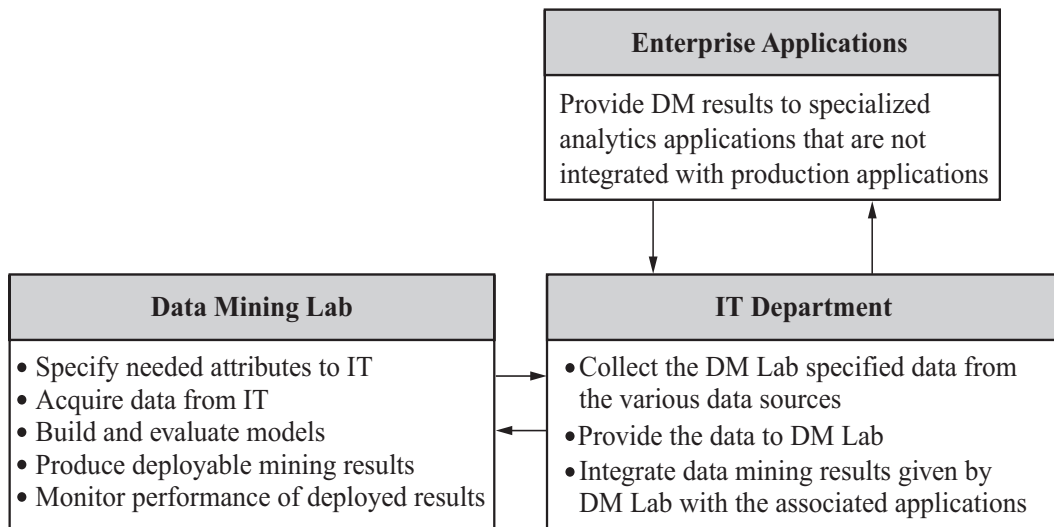 Enterprise Applications
Provide DM results to specialized
analytics applications that are not
integrated with production applications
Data Mining Lab
• Specify needed attributes to IT
• Acquire data from IT
• Build and evaluate models
• Produce deployable mining results
• Monitor performance of deployed results
IT Department
• Collect the DM Lab specified data from
the various data sources
• Provide the data to DM Lab
• Integrate data mining results given by
DM Lab with the associated applications